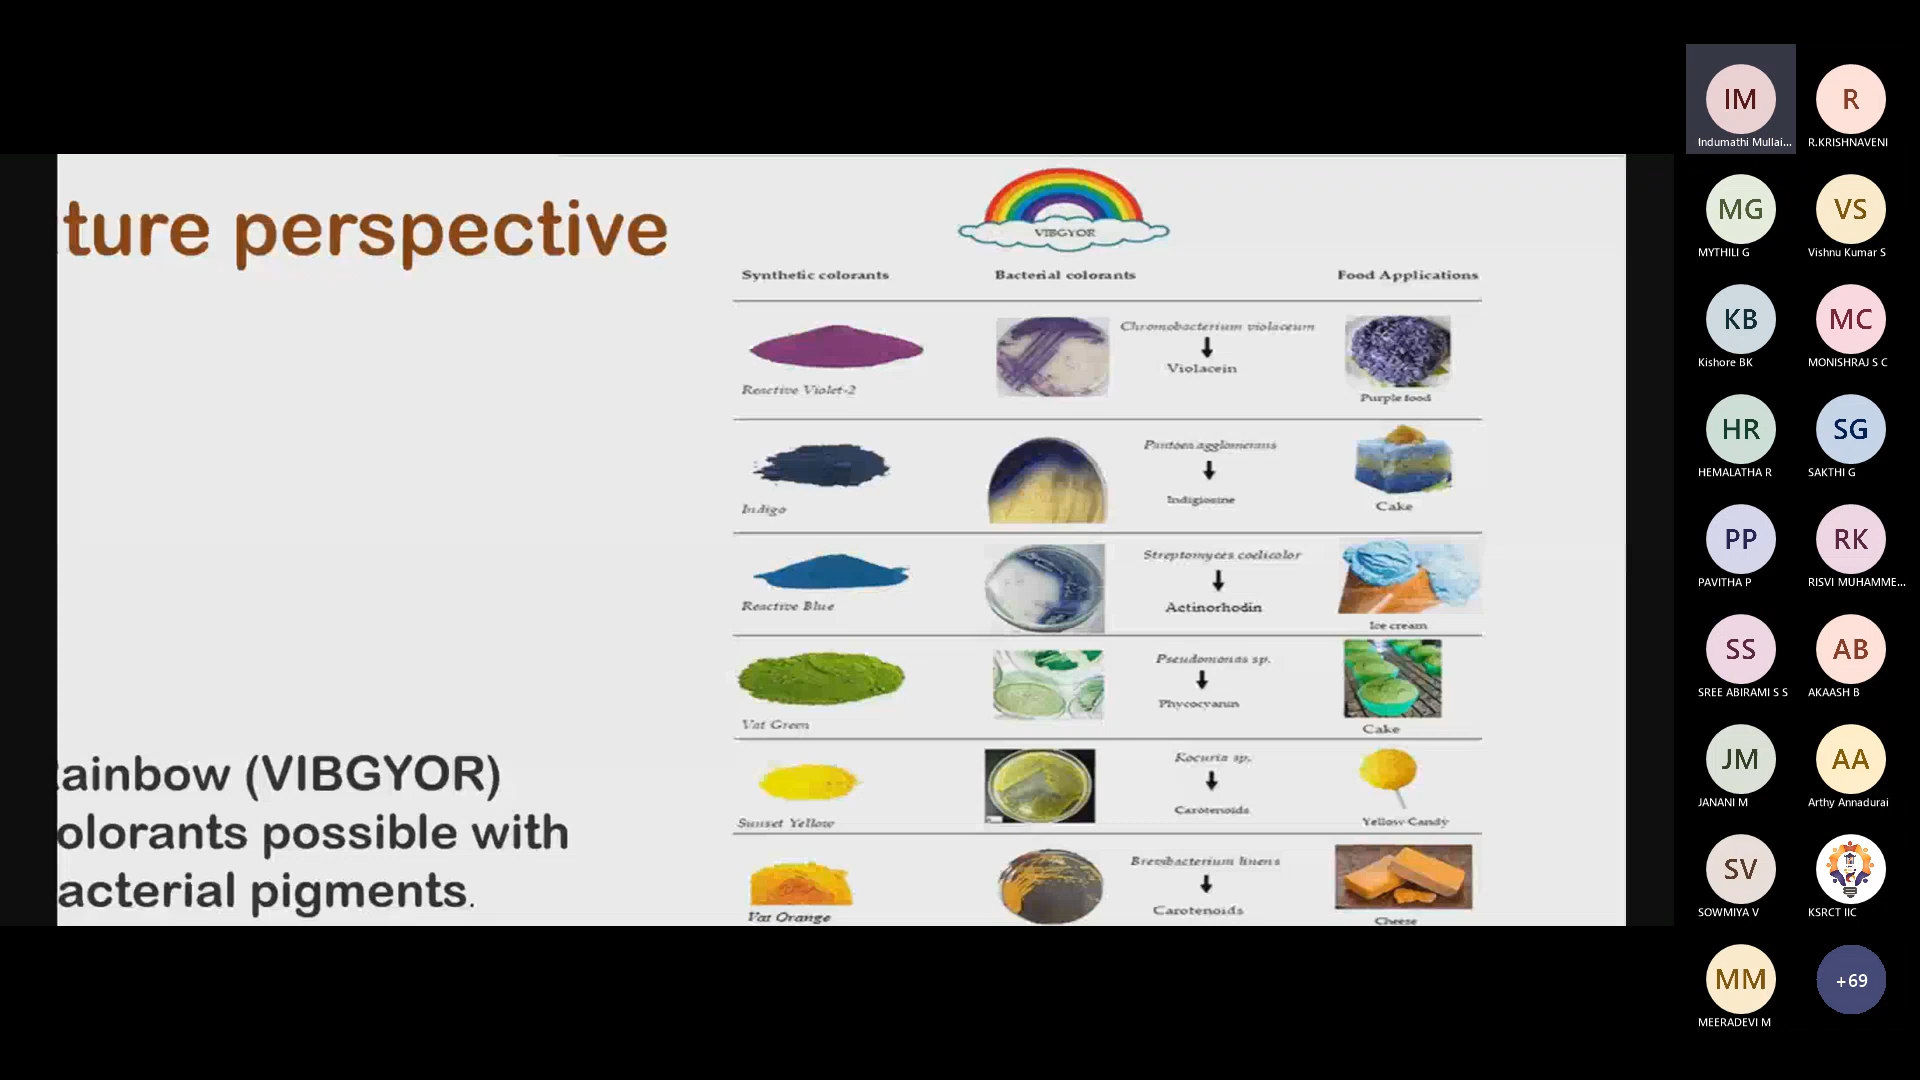 ture perspective
VIBGYOR
Synthetic colorants Bacterial colorants Food Applications
Chromobacterium violaceum
Violacein
Reactive Violet-2
Purple food
Pantoea agglomerans
Indigo
Cake
Streptomyces coelicolor
Reactive Blue
Actinorhodin
Ice cream
Pseudomonas sp.
Phycocyanin
Vat Green
Cake
Kocuria sp.
Carotenoids
Sunset Yellow
Yellow Candy
Brevibacterium linens
Carotenoids
Vat Orange
Cheese
ainbow (VIBGYOR)
olorants possible with
acterial pigments.
IM
Indumathi Mullai...
R
R.KRISHNAVENI
MG
MYTHILI G
VS
Vishnu Kumar S
KB
Kishore BK
MC
MONISHRAJ S C
HR
HEMALATHA R
SG
SAKTHI G
PP
PAVITHA P
RK
RISVI MUHAMME...
SS
SREE ABIRAMI S S
AB
AKAASH B
JM
JANANI M
AA
Arthy Annadurai
SV
SOWMIYA V
KSRCT IIC
MM
MEERADEVI M
+69